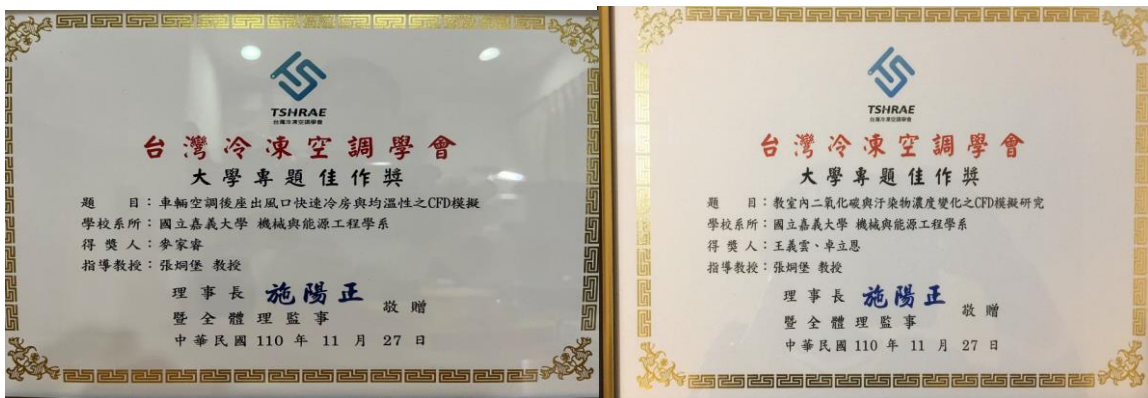 TSHRAE
台灣冷凍空調學會
台灣冷凍空調學會
大學專題佳作獎
題 目：車輛空調後座出風口快速冷房與均溫性之CFD模擬
學校系所：國立嘉義大學 機械與能源工程學系
得獎人：麥家睿
指導教授：張烔堡 教授
理事長 施陽正
暨全體理監事 敬贈
中華民國 110 年 11 月 27 日
TSHRAE
台灣冷凍空調學會
台灣冷凍空調學會
大學專題佳作獎
題 目：教室內二氧化碳與汙染物濃度變化之CFD模擬研究
學校系所：國立嘉義大學 機械與能源工程學系
得獎人：王義雲、卓立恩
指導教授：張烔堡 教授
理事長 施陽正
暨全體理監事 敬贈
中華民國 110 年 11 月 27 日